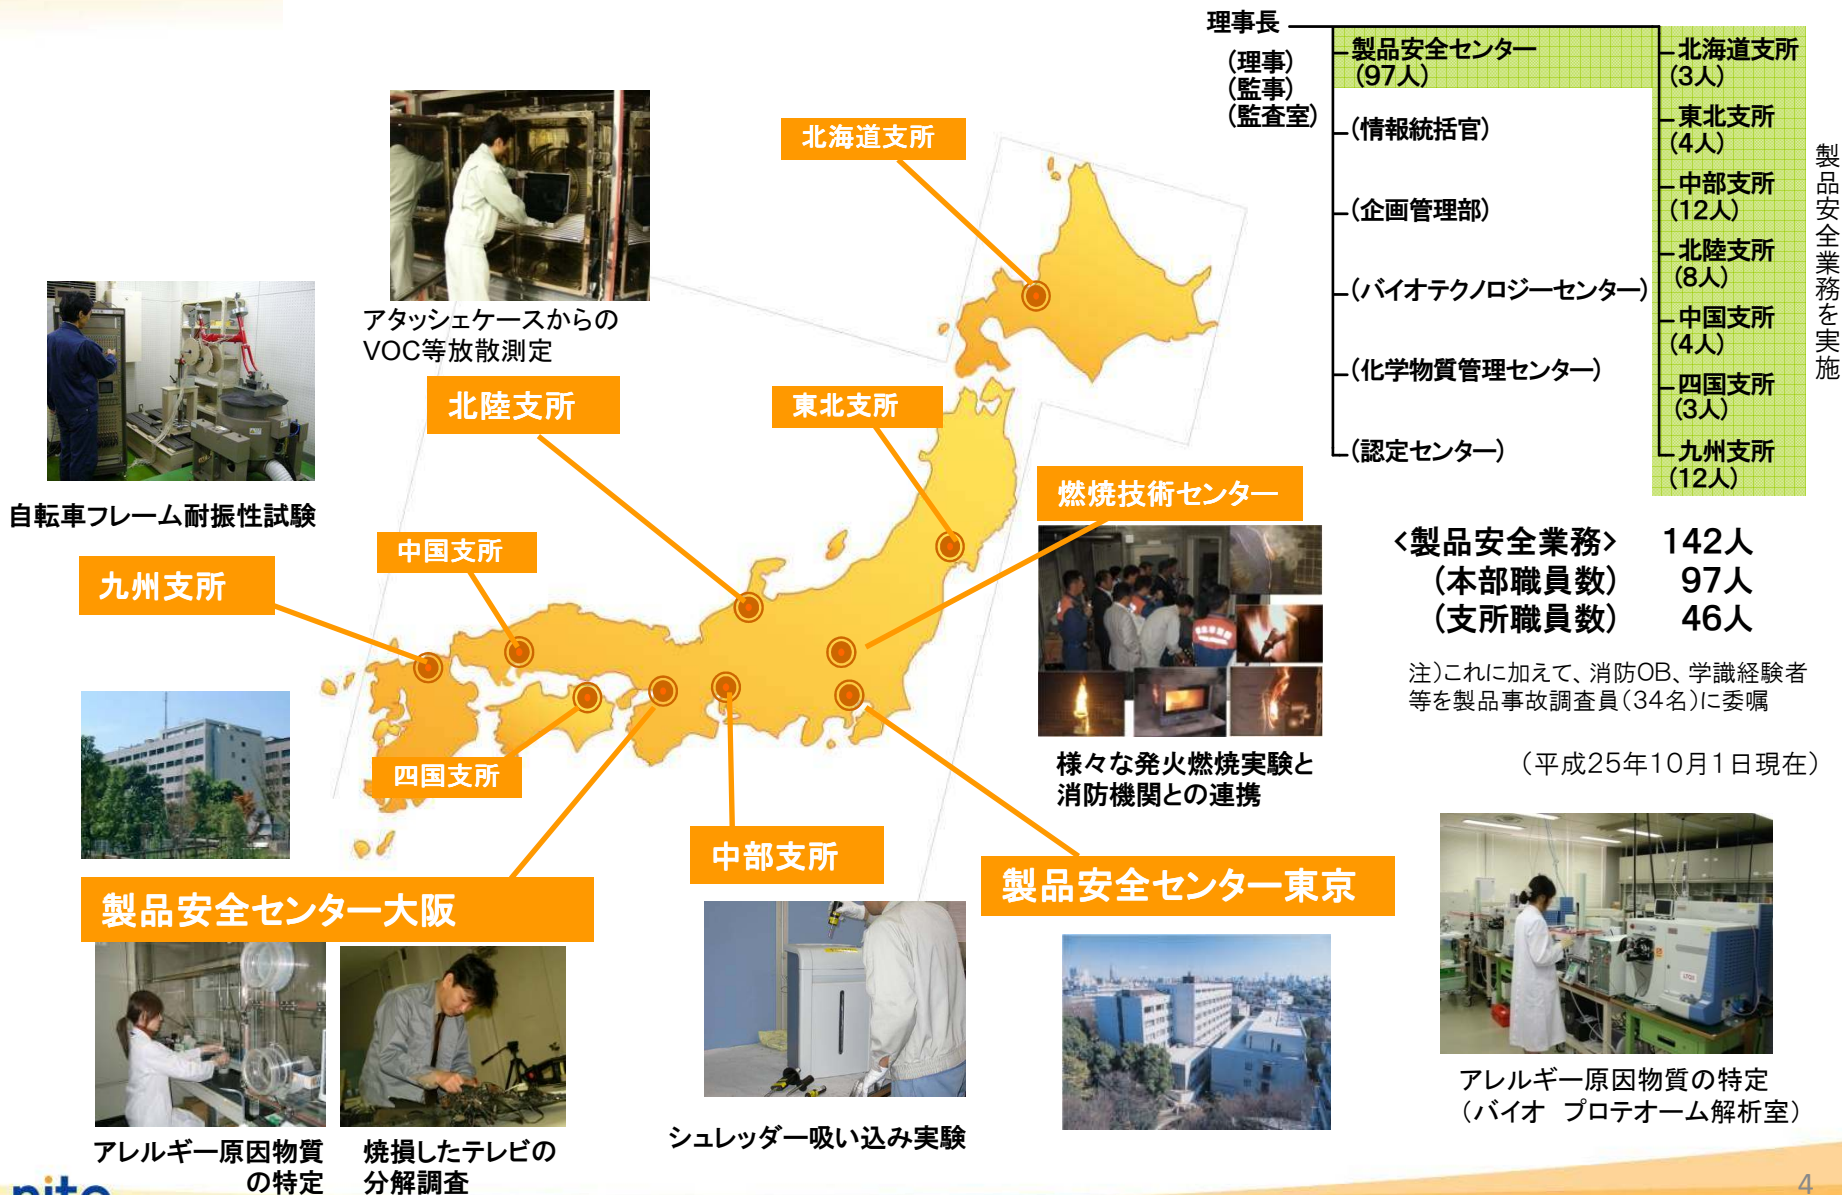 理事長
(理事)
(監事)
(監査室)
製品安全センター
(97人)
(情報統括官)
(企画管理部)
(バイオテクノロジーセンター)
(化学物質管理センター)
(認定センター)
北海道支所
(3人)
東北支所
(4人)
中部支所
(12人)
北陸支所
(8人)
中国支所
(4人)
四国支所
(3人)
九州支所
(12人)
製品安全業務を実施
<製品安全業務> 142人
(本部職員数) 97人
(支所職員数) 46人
注)これに加えて、消防OB、学識経験者
等を製品事故調査員(34名)に委嘱
(平成25年10月1日現在)
北海道支所
アタッシェケースからの
VOC等放散測定
北陸支所
東北支所
燃焼技術センター
自転車フレーム耐振性試験
中国支所
九州支所
四国支所
様々な発火燃焼実験と
消防機関との連携
中部支所
製品安全センター東京
製品安全センター大阪
シュレッダー吸い込み実験
アレルギー原因物質
の特定
焼損したテレビの
分解調査
アレルギー原因物質の特定
(バイオ プロテオーム解析室)
nite
4